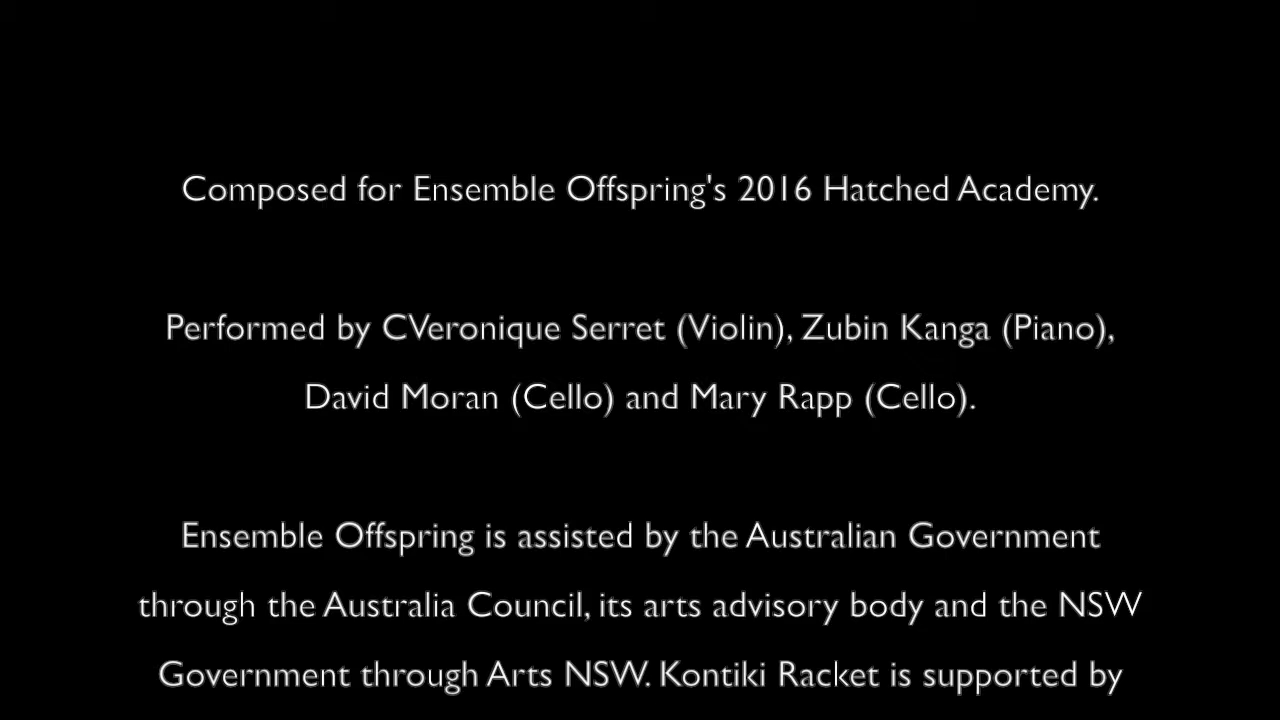 Composed for Ensemble Offspring's 2016 Hatched Academy.
Performed by CVeronique Serret (Violin), Zubin Kanga (Piano),
David Moran (Cello) and Mary Rapp (Cello).
Ensemble Offspring is assisted by the Australian Government
through the Australia Council, its arts advisory body and the NSW
Government through Arts NSW. Kontiki Racket is supported by